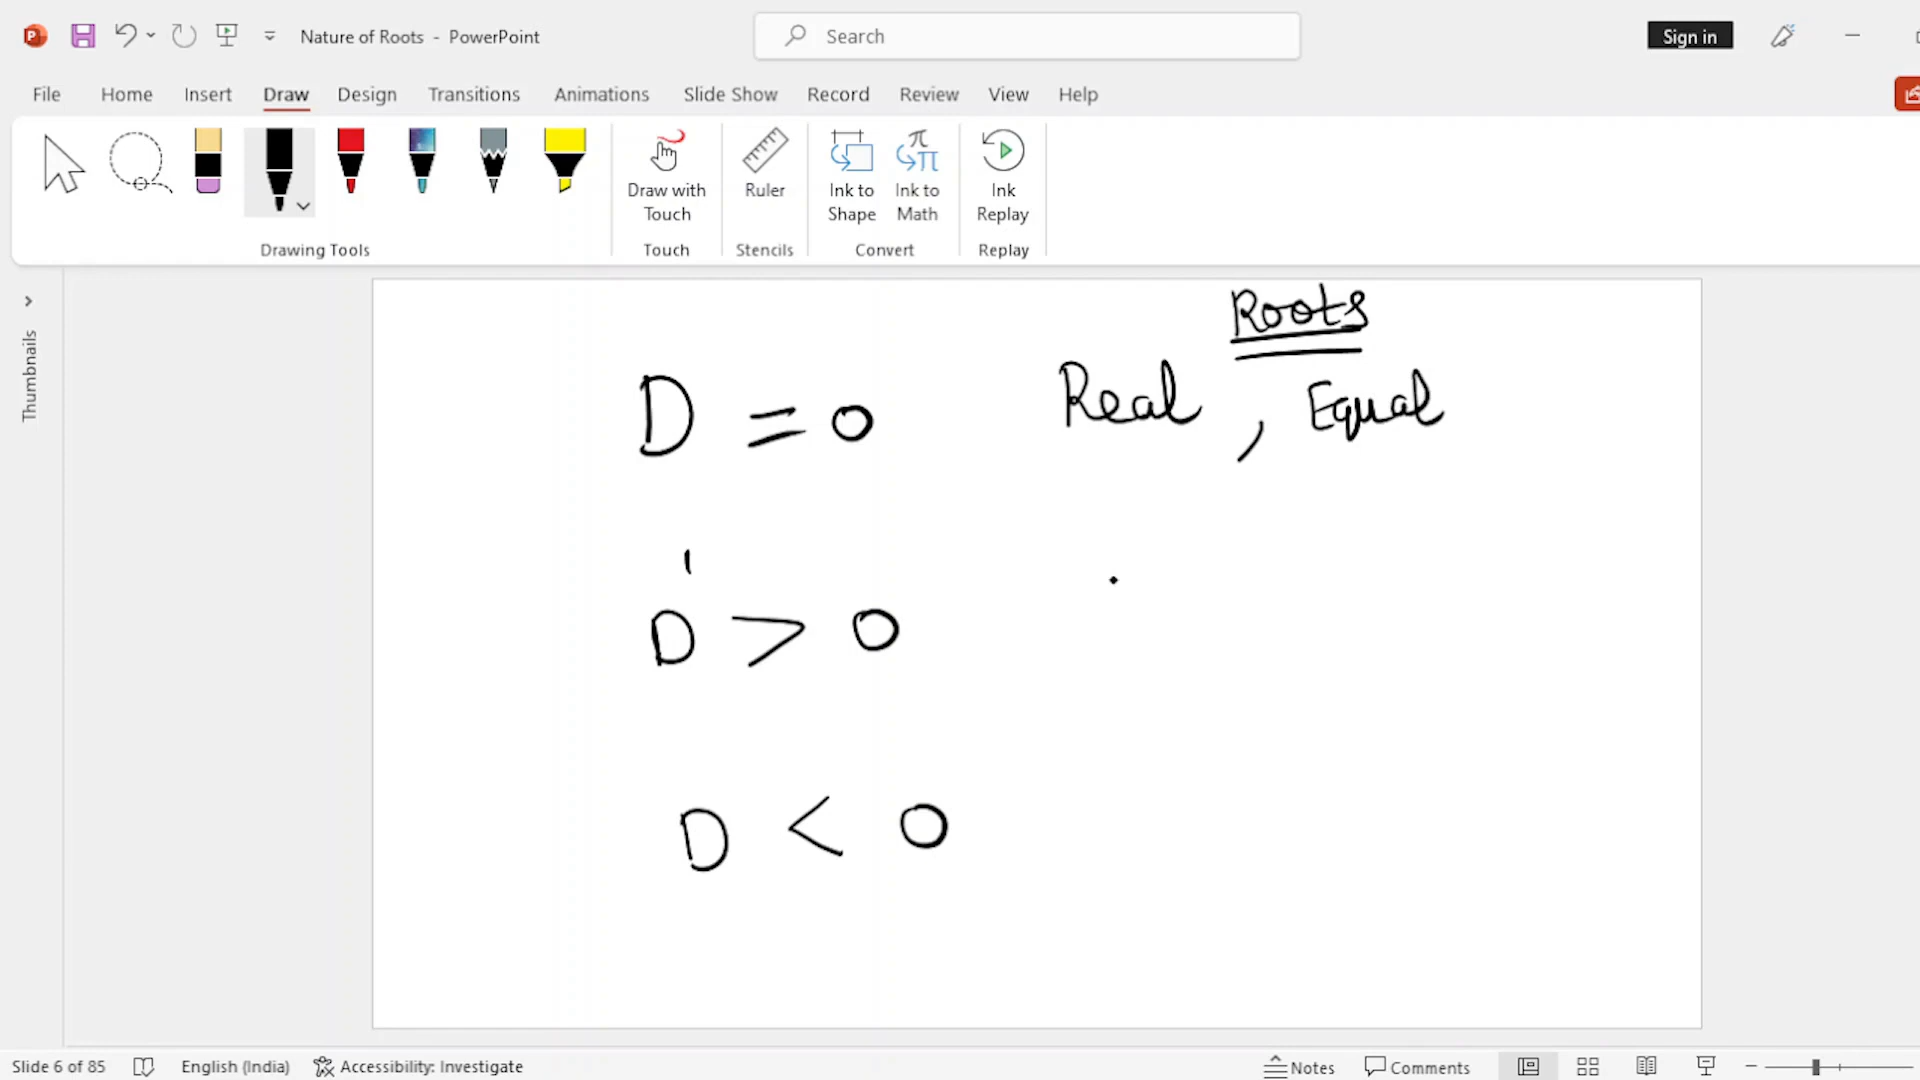 Nature of Roots - PowerPoint
Search
Sign in
File Home Insert Draw Design Transitions Animations Slide Show Record Review View Help
Draw with Touch
Ruler
Ink to Shape
Ink to Math
Ink Replay
Drawing Tools Touch Stencils Convert Replay
Thumbnails
Roots
D = 0 Real , Equal
D > 0
D < 0
Slide 6 of 85 English (India) Accessibility: Investigate Notes Comments